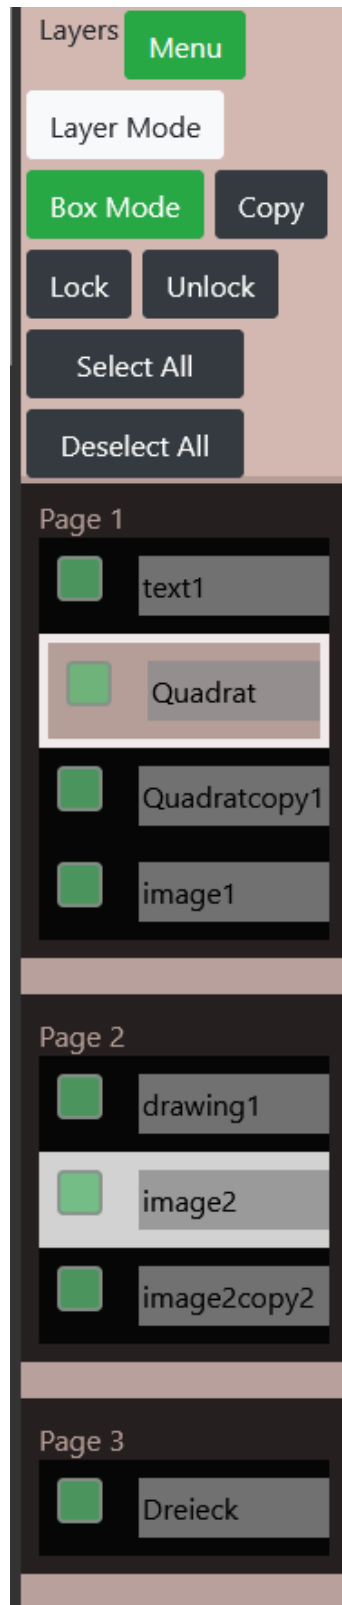 Layers Menu
Layer Mode
Box Mode Copy
Lock Unlock
Select All
Deselect All
Page 1
text1
Quadrat
Quadratcopy1
image1
Page 2
drawing1
image2
image2copy2
Page 3
Dreieck